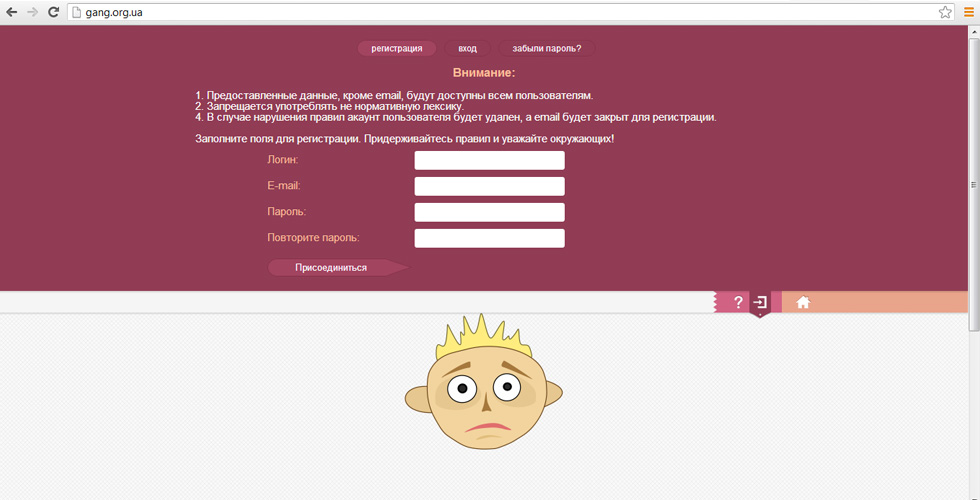 gang.org.ua
регистрация вход забыли пароль?
Внимание:
1. Предоставленные данные, кроме email, будут доступны всем пользователям.
2. Запрещается употреблять не нормативную лексику.
4. В случае нарушения правил акаунт пользователя будет удален, а email будет закрыт для регистрации.
Заполните поля для регистрации. Придерживайтесь правил и уважайте окружающих!
Логин:
E-mail:
Пароль:
Повторите пароль:
Присоединиться
?